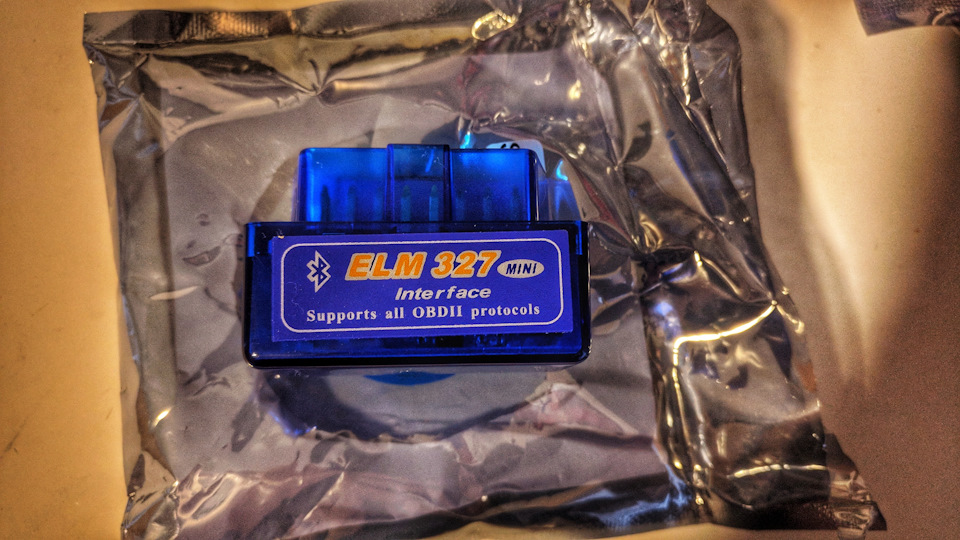 ELM 327 MINI
Interface
Supports all OBDII protocols